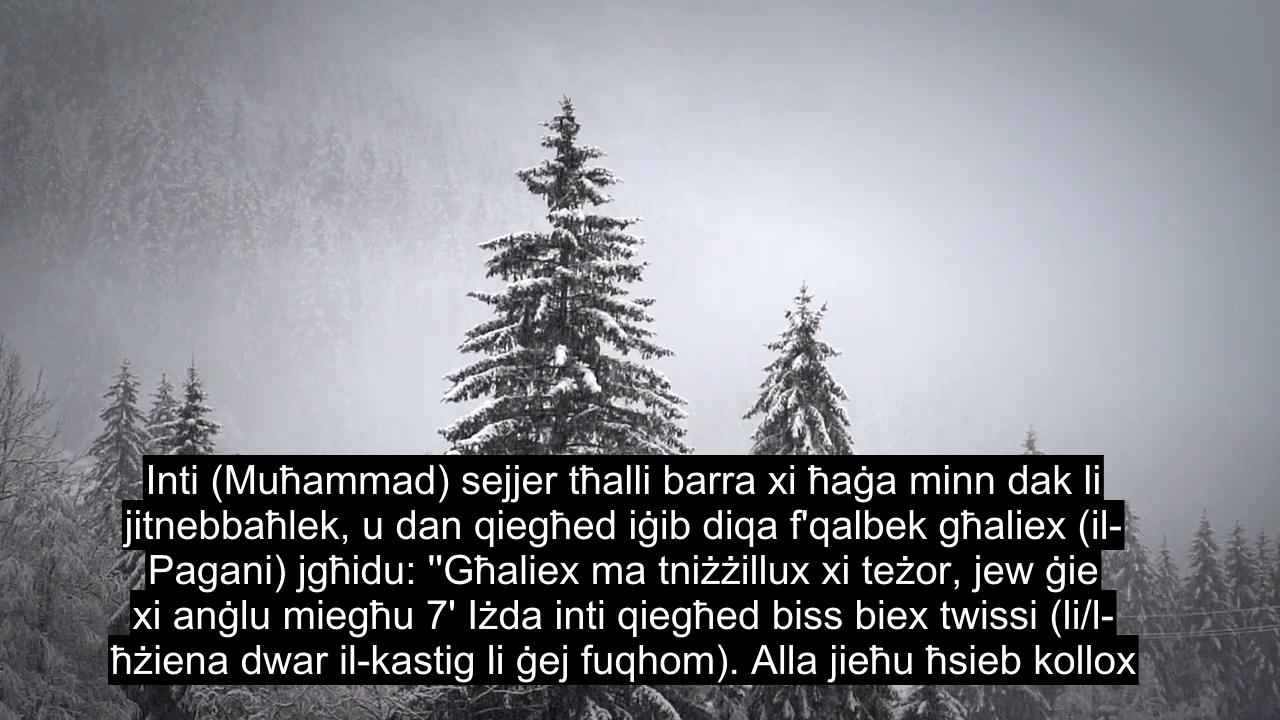 Inti (Muħammad) sejjer tħalli barra xi ħaġa minn dak li
jitnebbaħlek, u dan qiegħed iġib diqa f'qalbek għaliex (il-
Pagani) jgħidu: "Għaliex ma tniżżillux xi teżor, jew ġie
xi anġlu miegħu 7' Iżda inti qiegħed biss biex twissi (li/l-
ħżiena dwar il-kastig li ġej fuqhom). Alla jieħu ħsieb kollox